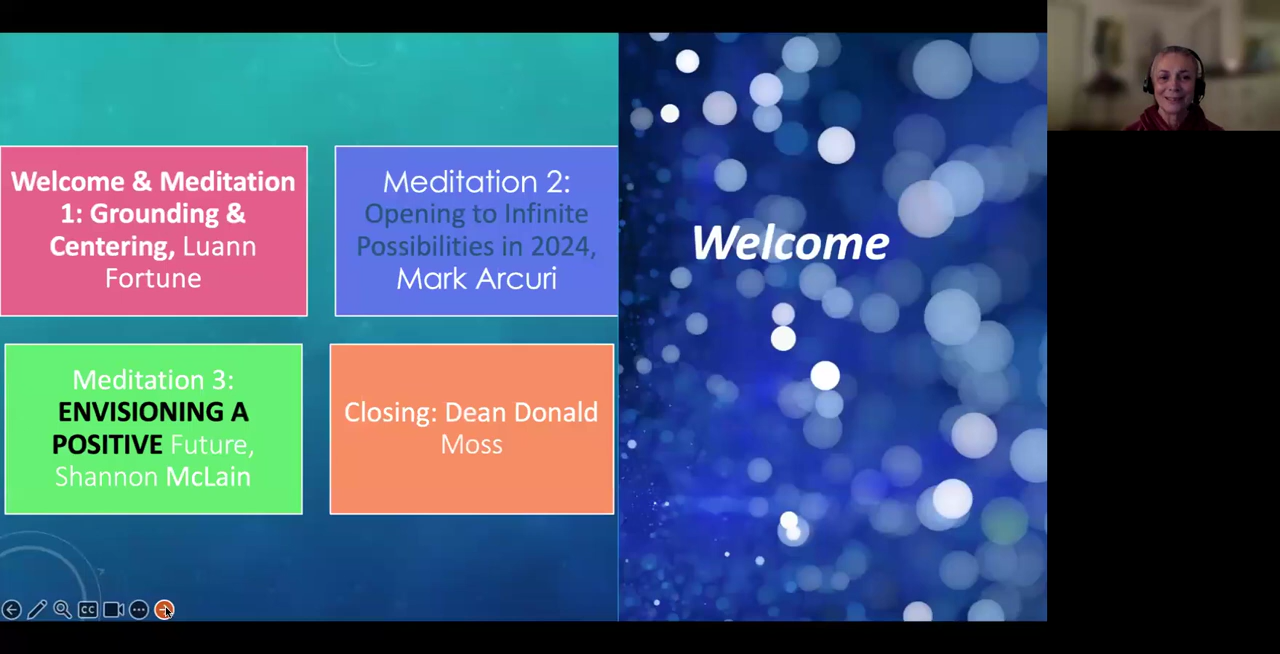 Welcome & Meditation
1: Grounding &
Centering, Luann
Fortune
Meditation 2:
Opening to Infinite
Possibilities in 2024,
Mark Arcuri
Meditation 3:
ENVISIONING A
POSITIVE Future,
Shannon McLain
Closing: Dean Donald
Moss
Welcome
CC